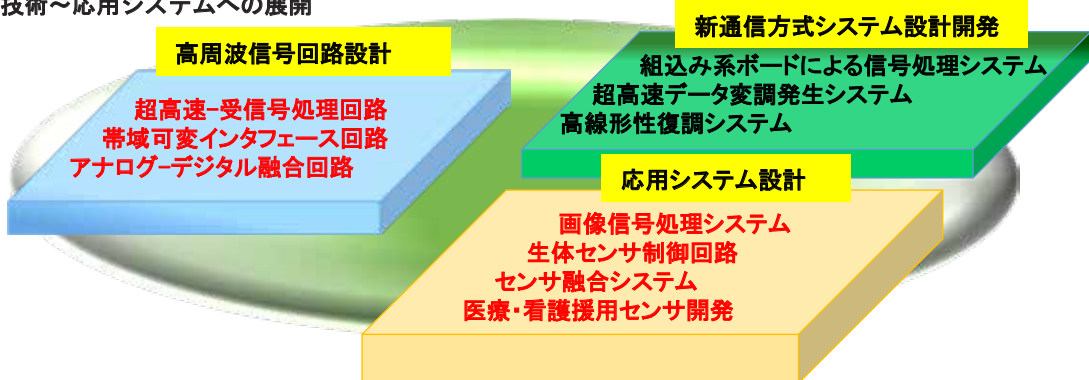 技術~応用システムへの展開
高周波信号回路設計
超高速-受信号処理回路
帯域可変インタフェース回路
アナログ-デジタル融合回路
新通信方式システム設計開発
組込み系ボードによる信号処理システム
超高速データ変調発生システム
高線形性復調システム
応用システム設計
画像信号処理システム
生体センサ制御回路
センサ融合システム
医療・看護援用センサ開発